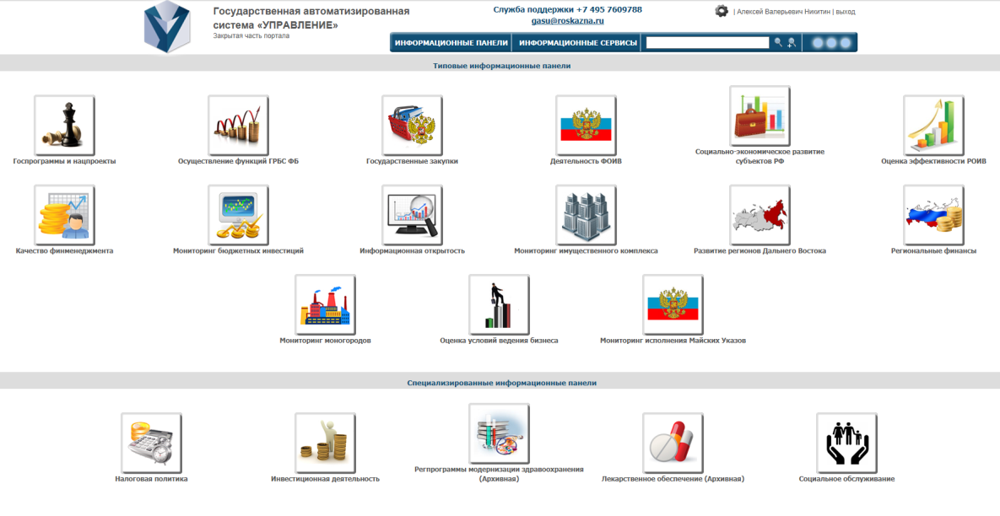 Государственная автоматизированная
система «УПРАВЛЕНИЕ»
Закрытая часть портала
Служба поддержки +7 495 7609788
gasu@roskazna.ru
| Алексей Валерьевич Никитин | выход
ИНФОРМАЦИОННЫЕ ПАНЕЛИ
ИНФОРМАЦИОННЫЕ СЕРВИСЫ
Типовые информационные панели
Госпрограммы и нацпроекты
Осуществление функций ГРБС ФБ
Государственные закупки
Деятельность ФОИВ
Социально-экономическое развитие
субъектов РФ
Оценка эффективности РОИВ
Качество финменеджмента
Мониторинг бюджетных инвестиций
Информационная открытость
Мониторинг имущественного комплекса
Развитие регионов Дальнего Востока
Региональные финансы
Мониторинг моногородов
Оценка условий ведения бизнеса
Мониторинг исполнения Майских Указов
Специализированные информационные панели
Налоговая политика
Инвестиционная деятельность
Регпрограммы модернизации здравоохранения
(Архивная)
Лекарственное обеспечение (Архивная)
Социальное обслуживание